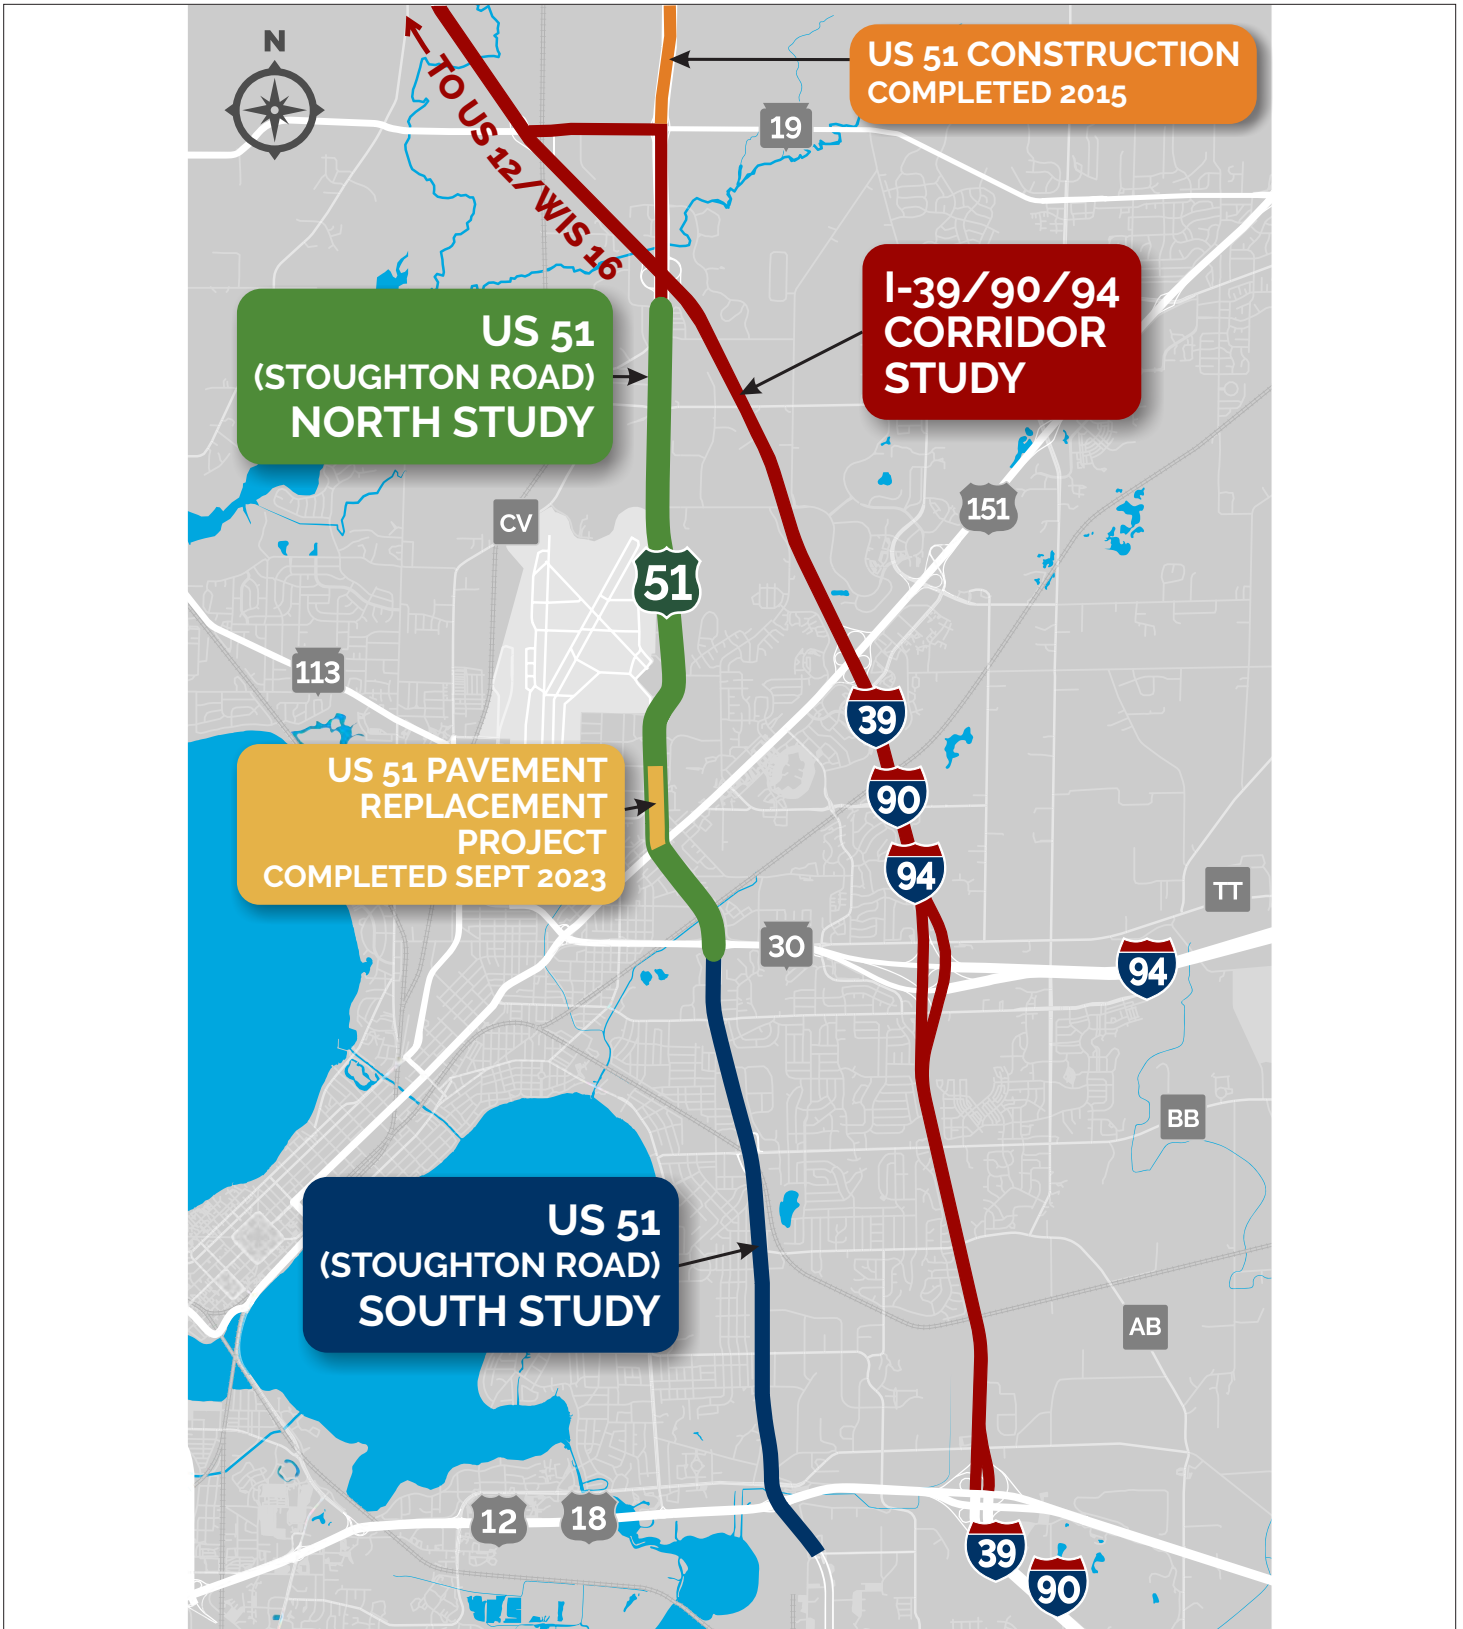 N
US 51 CONSTRUCTION
COMPLETED 2015
TO US 12/WIS 16
19
I-39/90/94
CORRIDOR
STUDY
US 51
(STOUGHTON ROAD)
NORTH STUDY
CV
151
51
113
39
US 51 PAVEMENT
REPLACEMENT
PROJECT
COMPLETED SEPT 2023
90
94
TT
30
94
BB
US 51
(STOUGHTON ROAD)
SOUTH STUDY
AB
12
18
39
90